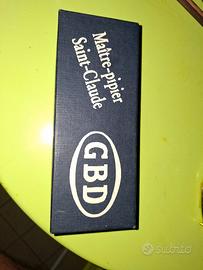 Maître-pipier
Saint-Claude
GBD
subito